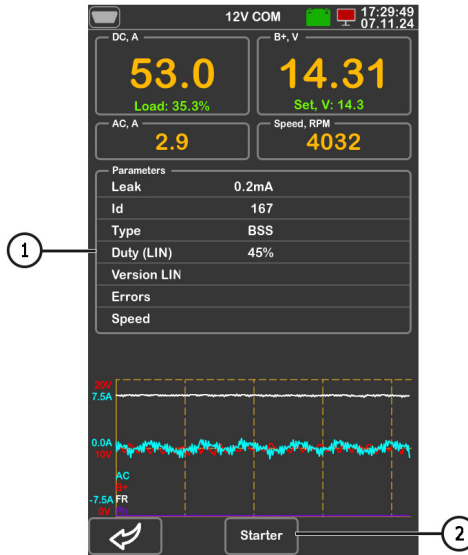 12V COM
17:29:49
07.11.24
DC, A
53.0
Load: 35.3%
B+, V
14.31
Set, V: 14.3
AC, A
2.9
Speed, RPM
4032
Parameters
Leak 0.2mA
Id 167
Type BSS
Duty (LIN) 45%
Version LIN
Errors
Speed
1
20V
7.5A
0.0A
10V
AC
B+
-7.5A FR
0V
Starter
2